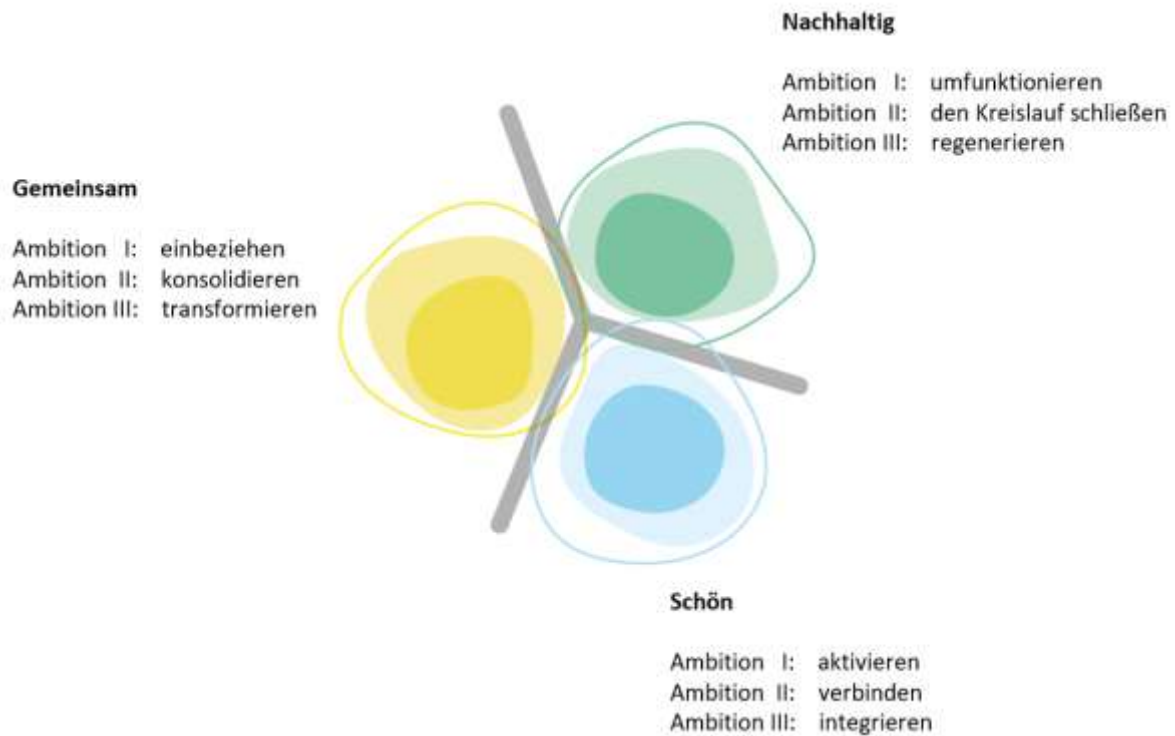 Nachhaltig
Ambition I: umfunktionieren
Ambition II: den Kreislauf schließen
Ambition III: regenerieren
Gemeinsam
Ambition I: einbeziehen
Ambition II: konsolidieren
Ambition III: transformieren
Schön
Ambition I: aktivieren
Ambition II: verbinden
Ambition III: integrieren